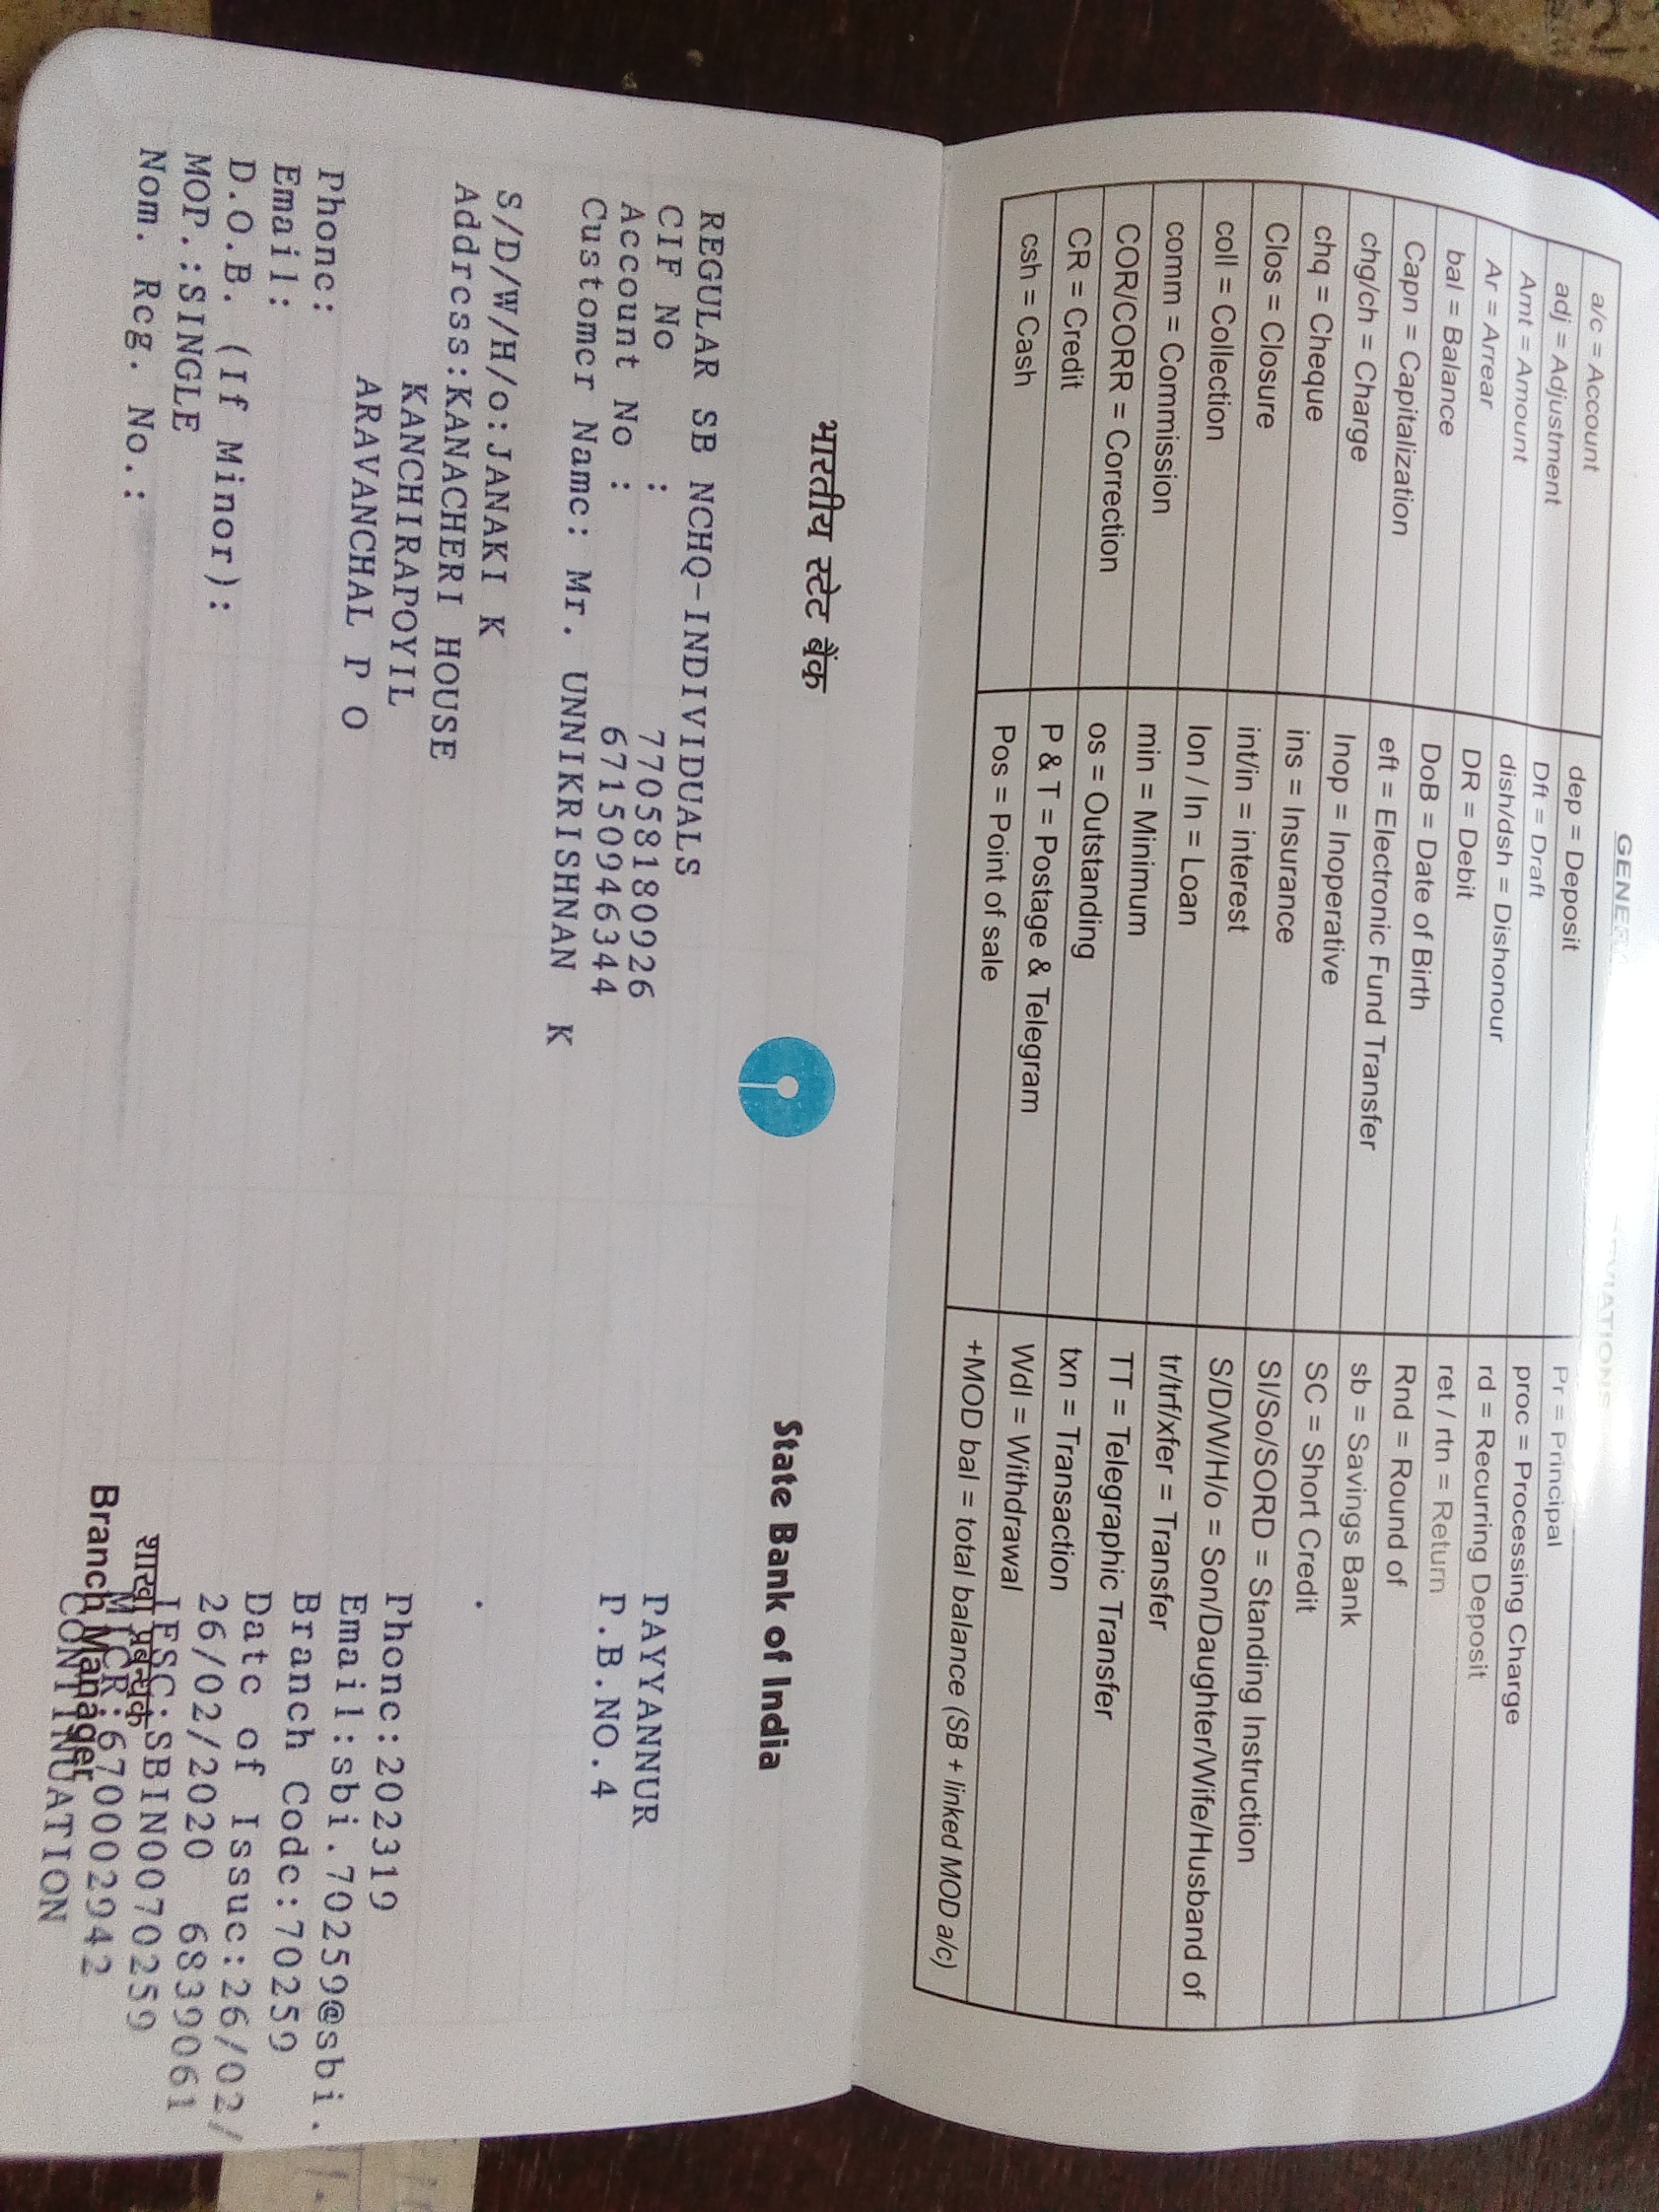 GENER VIATIONS
a/c = Account dep = Deposit Pr = Principal
adj = Adjustment Dft = Draft proc = Processing Charge
Amt = Amount dish/dsh = Dishonour rd = Recurring Deposit
Ar = Arrear DR = Debit ret / rtn = Return
bal = Balance DoB = Date of Birth Rnd = Round of
Capn = Capitalization eft = Electronic Fund Transfer sb = Savings Bank
chg/ch = Charge Inop = Inoperative SC = Short Credit
chq = Cheque ins = Insurance SI/So/SORD = Standing Instruction
Clos = Closure int/in = interest S/D/W/H/o = Son/Daughter/Wife/Husband of
coll = Collection lon / ln = Loan tr/trf/xfer = Transfer
comm = Commission min = Minimum TT = Telegraphic Transfer
COR/CORR = Correction os = Outstanding txn = Transaction
CR = Credit P & T = Postage & Telegram Wdl = Withdrawal
csh = Cash Pos = Point of sale +MOD bal = total balance (SB + linked MOD a/c)
भारतीय स्टेट बैंक State Bank of India
REGULAR SB NCHQ-INDIVIDUALS
CIF No : 77058180926 PAYYANNUR
Account No : 67150946344 P.B.NO.4
Customer Name: Mr. UNNIKRISHNAN K
S/D/W/H/o:JANAKI K
Address:KANACHERI HOUSE
KANCHIRAPOYIL Phone:202319
ARAVANCHAL P O Email:sbi.70259@sbi.
Phone: Branch Code:70259
Email: Date of Issue:26/02/
D.O.B. (If Minor): 26/02/2020 6839061
MOP.:SINGLE IFSC:SBIN0070259
Nom. Reg. No.: MICR:670002942
शाखा प्रबन्धक
Branch Manager
CONTINUATION